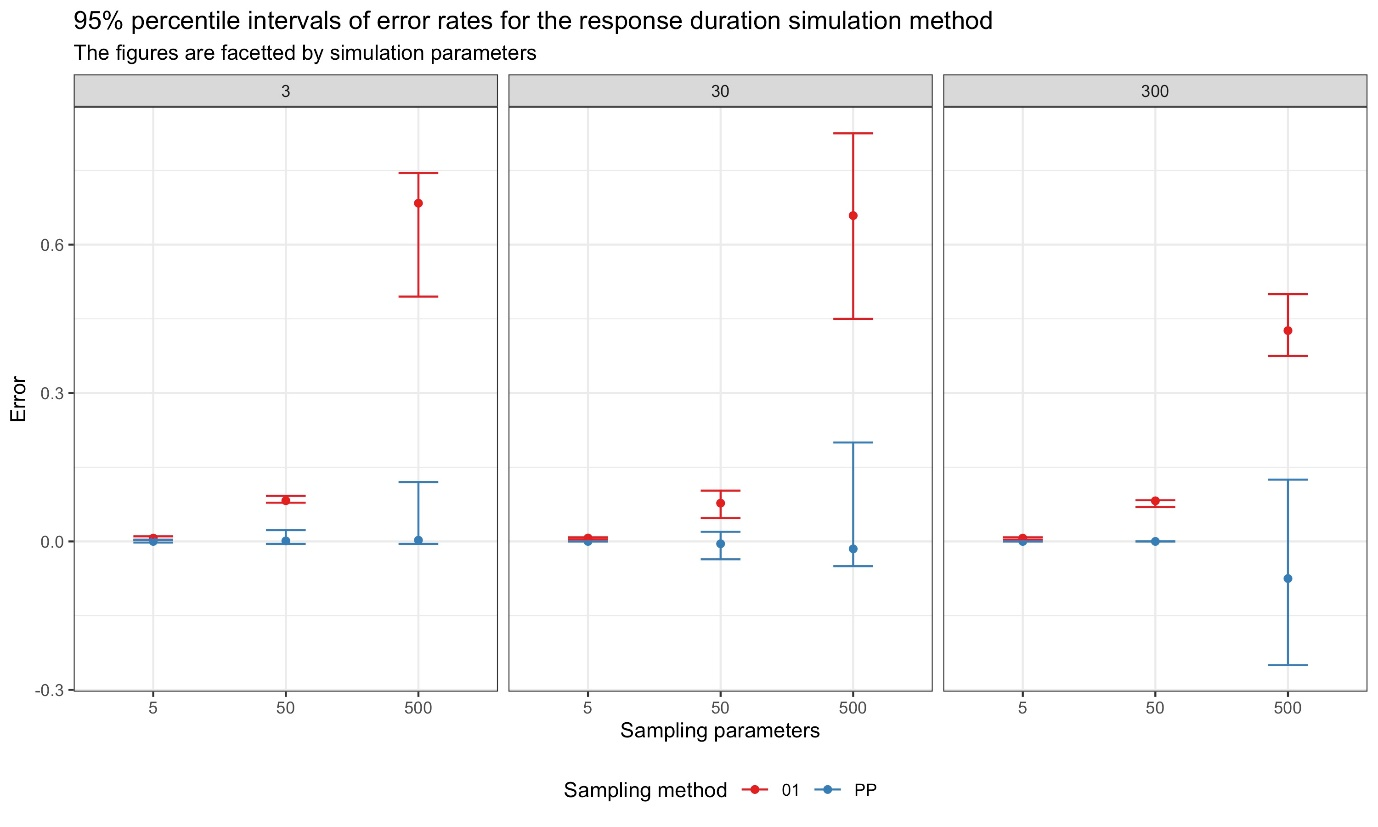 95% percentile intervals of error rates for the response duration simulation method
The figures are facetted by simulation parameters
3 30 300
Error
0.6
0.3
0.0
-0.3
5 50 500 5 50 500 5 50 500
Sampling parameters
Sampling method 01 PP